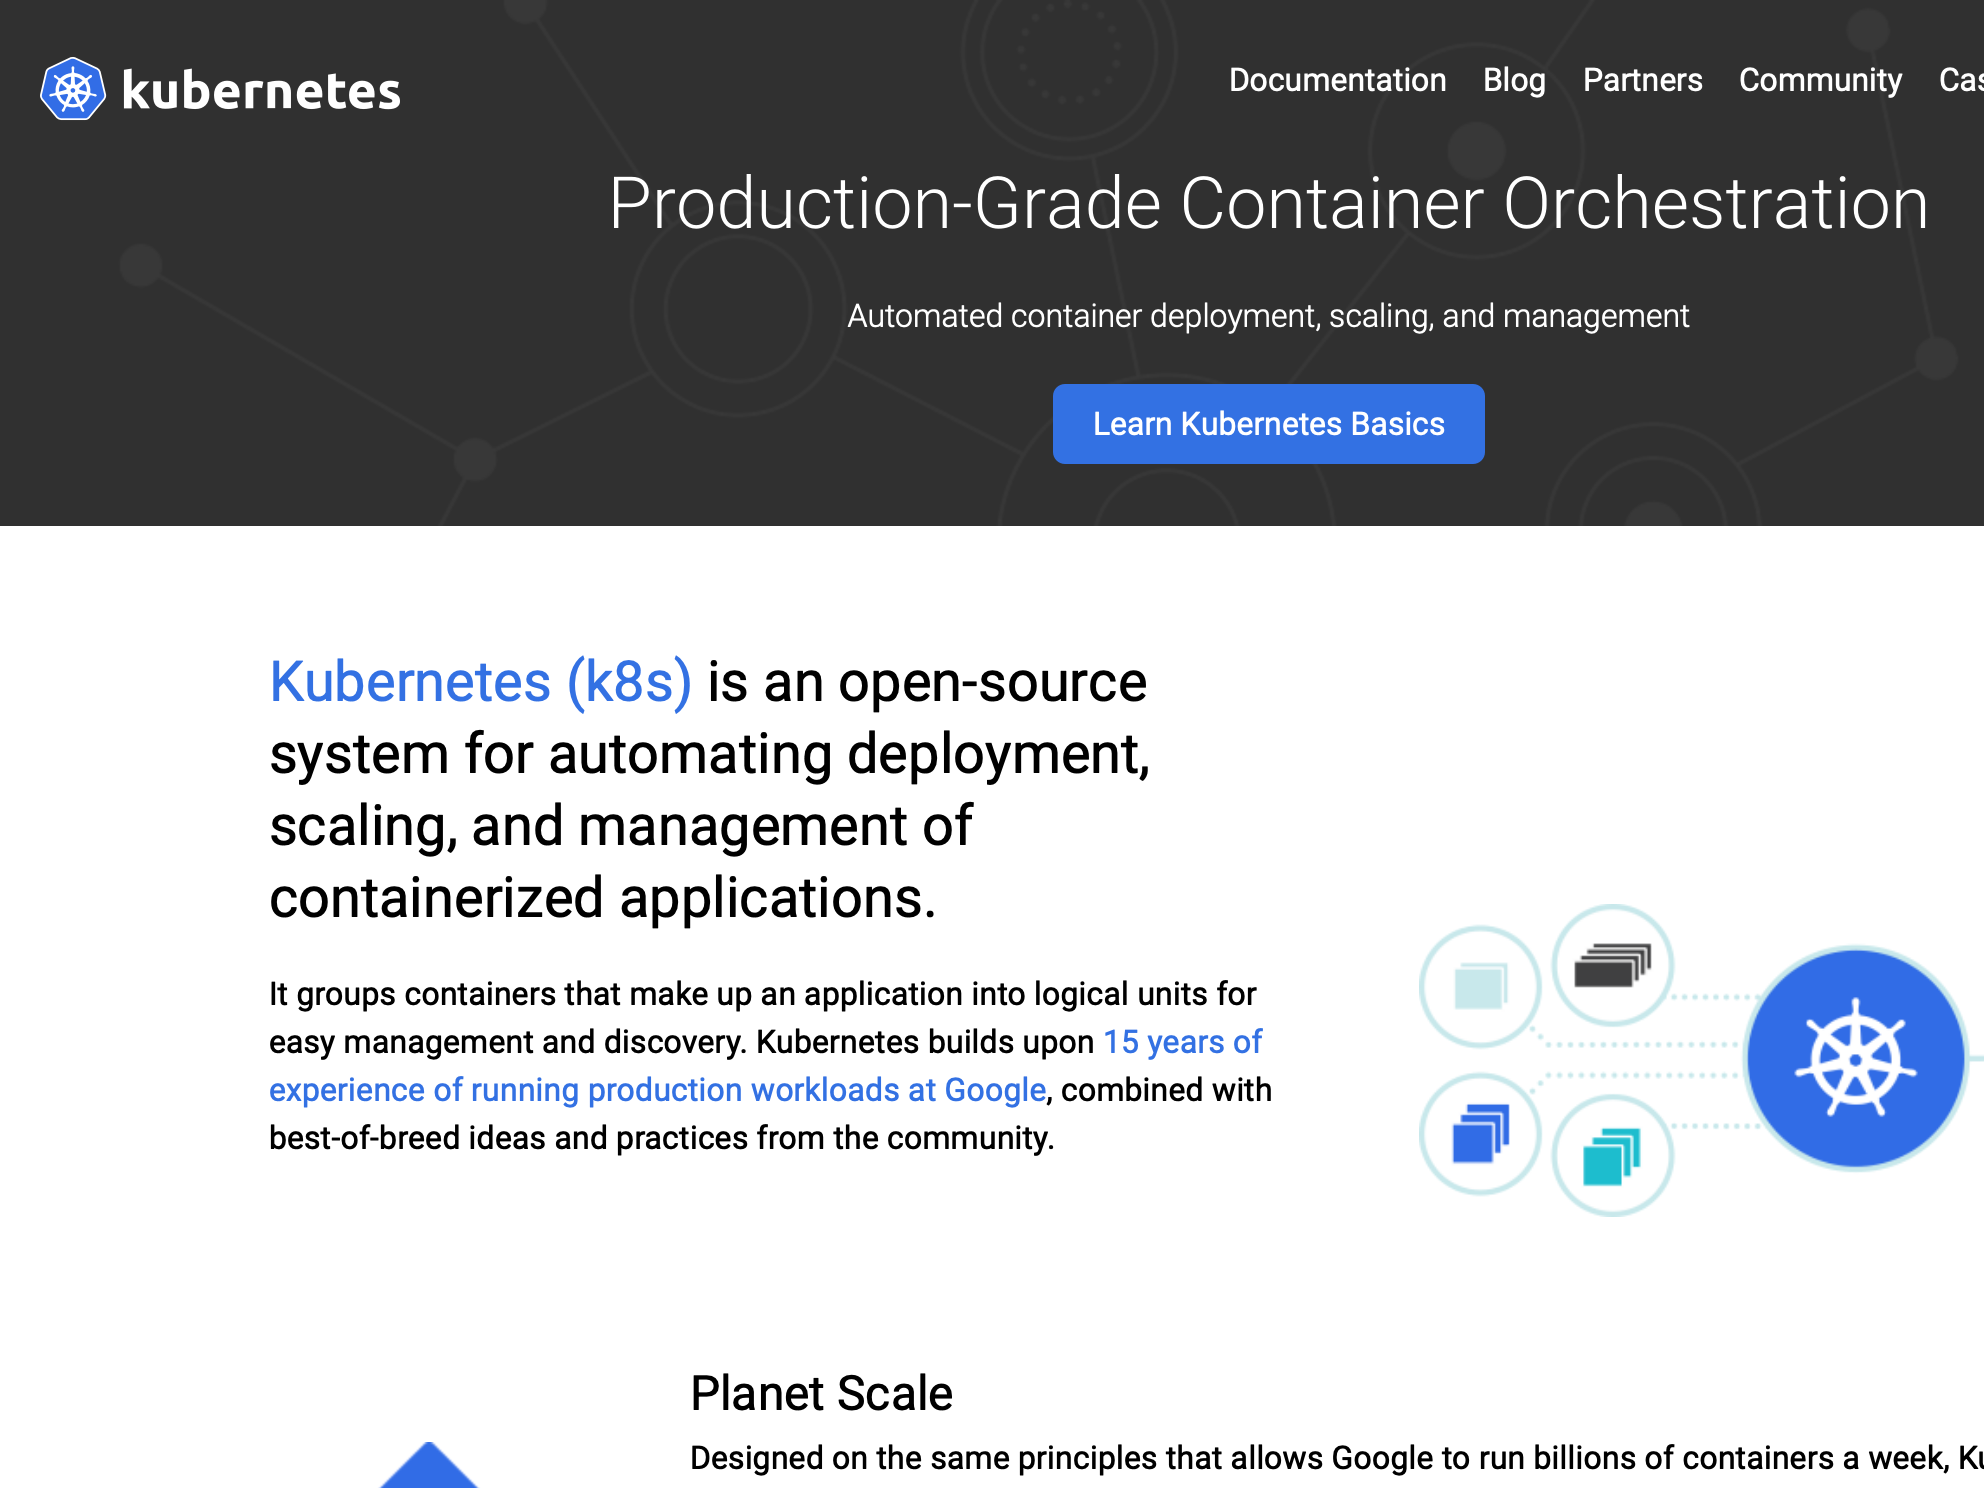 kubernetes
Documentation Blog Partners Community
Production-Grade Container Orchestration
Automated container deployment, scaling, and management
Learn Kubernetes Basics
Kubernetes (k8s) is an open-source
system for automating deployment,
scaling, and management of
containerized applications.
It groups containers that make up an application into logical units for
easy management and discovery. Kubernetes builds upon 15 years of
experience of running production workloads at Google, combined with
best-of-breed ideas and practices from the community.
Planet Scale
Designed on the same principles that allows Google to run billions of containers a week,